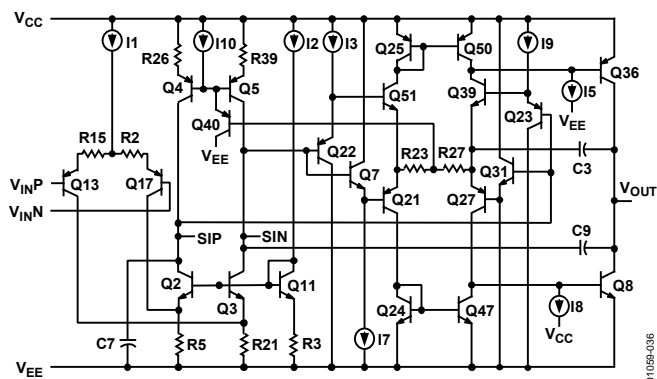 VCC
I1
I10
I2
I3
I9
R26
R39
Q25
Q50
Q4
Q5
Q36
Q51
Q39
Q23
I5
Q40
VEE
VEE
R15
R2
Q22
R23
R27
Q31
C3
Q7
VINP
Q13
Q17
Q21
Q27
VOUT
VINN
SIP
SIN
C9
Q2
Q3
Q11
Q24
Q47
Q8
I7
I8
C7
R5
R21
R3
VCC
VEE
01059-036